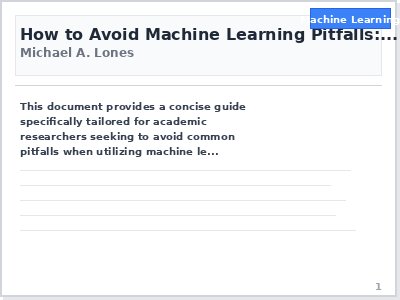 Machine Learning
How to Avoid Machine Learning Pitfalls:...
Michael A. Lones
This document provides a concise guide
specifically tailored for academic
researchers seeking to avoid common
pitfalls when utilizing machine le...
1